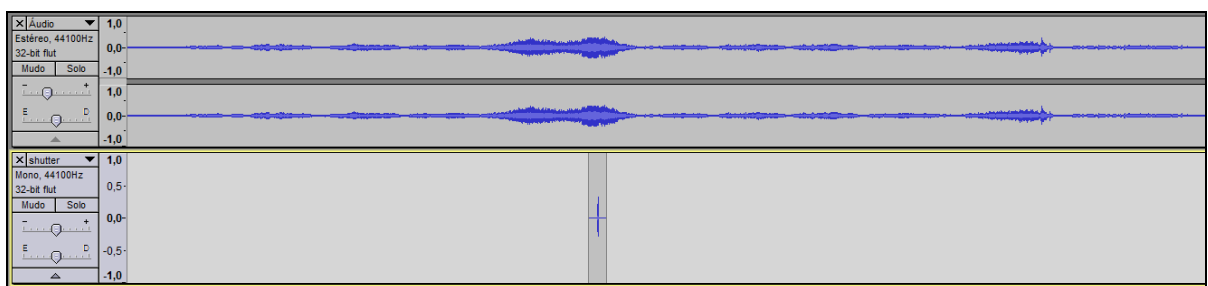 X Áudio ▼ 1,0
Estéreo, 44100Hz
32-bit flut 0,0-
Mudo Solo
-1,0
- + 1,0
E D 0,0-
-1,0
X shutter ▼ 1,0
Mono, 44100Hz
32-bit flut 0,5-
Mudo Solo
- + 0,0-
E D -0,5-
-1,0